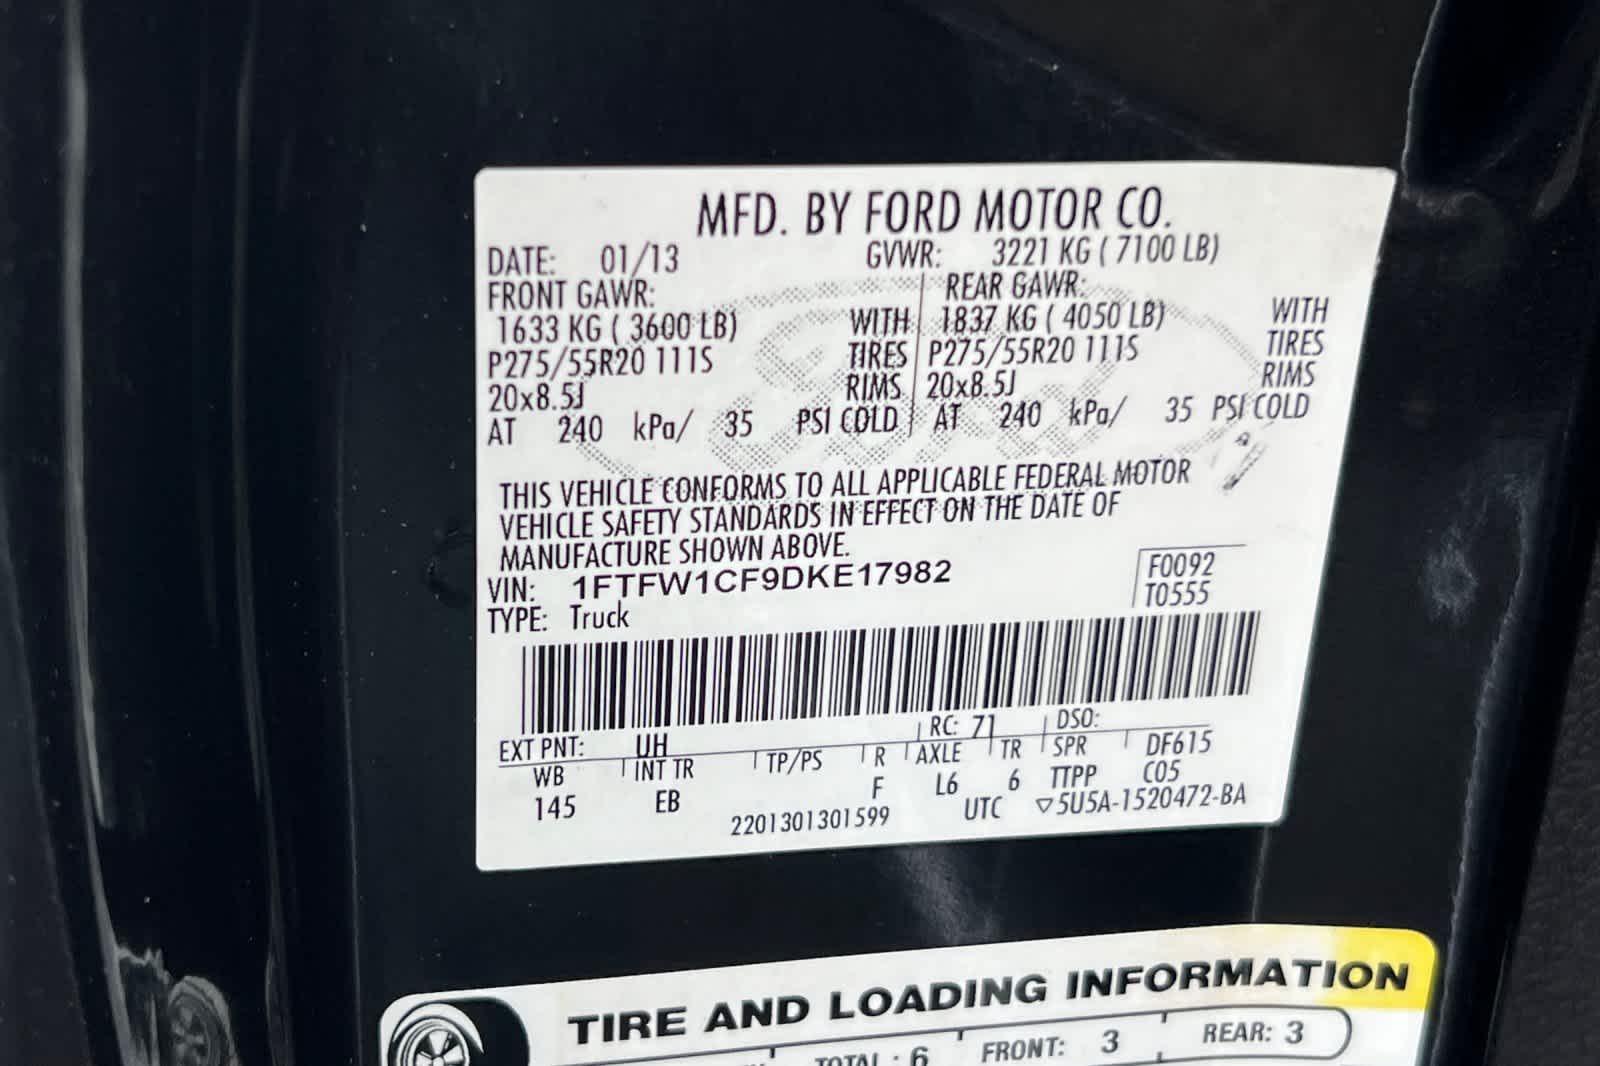 MFD. BY FORD MOTOR CO.
DATE: 01/13 GVWR: 3221 KG ( 7100 LB)
FRONT GAWR: REAR GAWR:
1633 KG ( 3600 LB) WITH 1837 KG ( 4050 LB) WITH
P275/55R20 111S TIRES P275/55R20 111S TIRES
20x8.5J RIMS 20x8.5J RIMS
AT 240 kPa/ 35 PSI COLD AT 240 kPa/ 35 PSI COLD
THIS VEHICLE CONFORMS TO ALL APPLICABLE FEDERAL MOTOR
VEHICLE SAFETY STANDARDS IN EFFECT ON THE DATE OF
MANUFACTURE SHOWN ABOVE.
VIN: 1FTFW1CF9DKE17982 F0092
TYPE: Truck T0555
EXT PNT: UH RC: 71 DSO:
WB INT TR TP/PS R AXLE TR SPR DF615
145 EB F L6 6 TTPP C05
2201301301599 UTC ▽5U5A-1520472-BA
TIRE AND LOADING INFORMATION
TOTAL : 6 FRONT: 3 REAR: 3